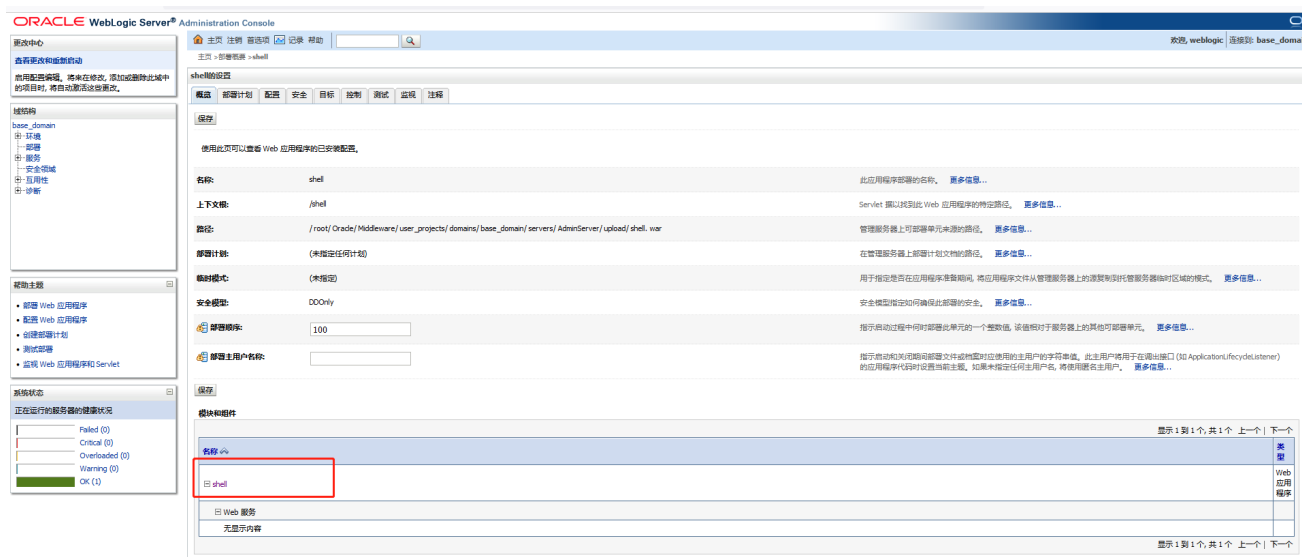 ORACLE WebLogic Server® Administration Console
更改中心
查看更改和重新启动
启用配置编辑。将来在修改, 添加或删除此域中
的项目时, 将自动激活这些更改。
域结构
base_domain
环境
部署
服务
安全领域
互用性
诊断
帮助主题
• 部署 Web 应用程序
• 配置 Web 应用程序
• 创建部署计划
• 测试部署
• 监视 Web 应用程序和 Servlet
系统状态
正在运行的服务器的健康状况
Failed (0)
Critical (0)
Overloaded (0)
Warning (0)
OK (1)
主页 注销 首选项 记录 帮助
欢迎, weblogic 连接到: base_doma
主页 >部署概要 >shell
shell的设置
概览 部署计划 配置 安全 目标 控制 测试 监视 注释
保存
使用此页可以查看 Web 应用程序的已安装配置。
名称: shell 此应用程序部署的名称。 更多信息...
上下文根: /shell Servlet 据以找到此 Web 应用程序的特定路径。 更多信息...
路径: /root/Oracle/Middleware/user_projects/domains/base_domain/servers/AdminServer/upload/shell.war 管理服务器上可部署单元来源的路径。 更多信息...
部署计划: (未指定任何计划) 在管理服务器上部署计划文档的路径。 更多信息...
临时模式: (未指定) 用于指定是否在应用程序准备期间, 将应用程序文件从管理服务器上的源复制到托管服务器临时区域的模式。 更多信息...
安全模型: DDOnly 安全模型指定如何确保此部署的安全。 更多信息...
部署顺序: 100 指示启动过程中何时部署此单元的一个整数值, 该值相对于服务器上的其他可部署单元。 更多信息...
部署主用户名称: 指示启动和关闭期间部署文件或档案时应使用的主用户的字符串值。此主用户将用于在调出接口 (如 ApplicationLifecycleListener)
的应用程序代码时设置当前主题。如果未指定任何主用户名, 将使用匿名主用户。 更多信息...
保存
模块和组件
显示 1 到 1 个, 共 1 个 上一个 | 下一个
名称 类型
shell Web 应用程序
Web 服务
无显示内容
显示 1 到 1 个, 共 1 个 上一个 | 下一个